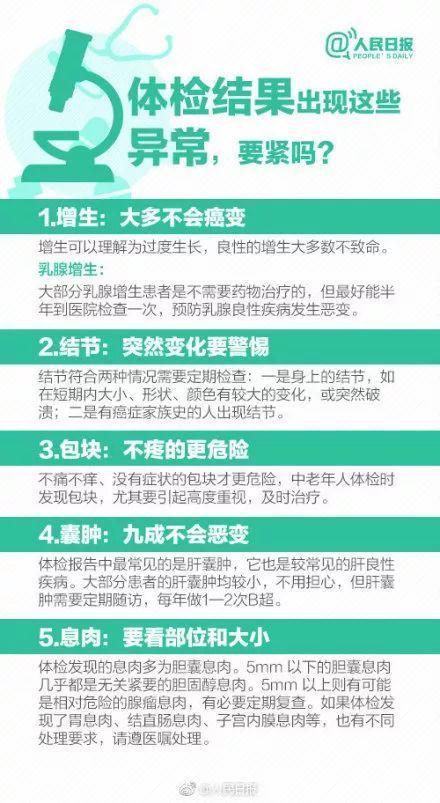 @人民日报
PEOPLE'S DAILY
体检结果出现这些
异常，要紧吗？
1.增生：大多不会癌变
增生可以理解为过度生长，良性的增生大多数不致命。
乳腺增生：
大部分乳腺增生患者是不需要药物治疗的，但最好能半
年到医院检查一次，预防乳腺良性疾病发生恶变。
2.结节：突然变化要警惕
结节符合两种情况需要定期检查：一是身上的结节，如
在短期内大小、形状、颜色有较大的变化，或突然破
溃；二是有癌症家族史的人出现结节。
3.包块：不疼的更危险
不痛不痒、没有症状的包块才更危险，中老年人体检时
发现包块，尤其要引起高度重视，及时治疗。
4.囊肿：九成不会恶变
体检报告中最常见的是肝囊肿，它也是较常见的肝良性
疾病。大部分患者的肝囊肿均较小，不用担心，但肝囊
肿需要定期随访，每年做1—2次B超。
5.息肉：要看部位和大小
体检发现的息肉多为胆囊息肉。5mm 以下的胆囊息肉
几乎都是无关紧要的胆固醇息肉。5mm 以上则有可能
是相对危险的腺瘤息肉，有必要定期复查。如果体检发
现了胃息肉、结直肠息肉、子宫内膜息肉等，也有不同
处理要求，请遵医嘱处理。
@人民日报